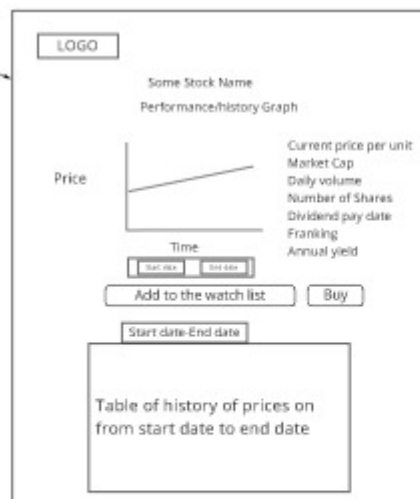 LOGO
Some Stock Name
Performance/history Graph
Price
Time
Current price per unit
Market Cap
Daily volume
Number of Shares
Dividend pay date
Franking
Annual yield
Start date
End date
Add to the watch list
Buy
Start date-End date
Table of history of prices on
from start date to end date